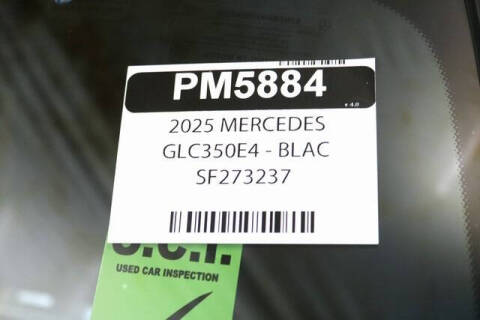 PM5884
v 4.0
2025 MERCEDES
GLC350E4 - BLAC
SF273237
U.C.I.
USED CAR INSPECTION